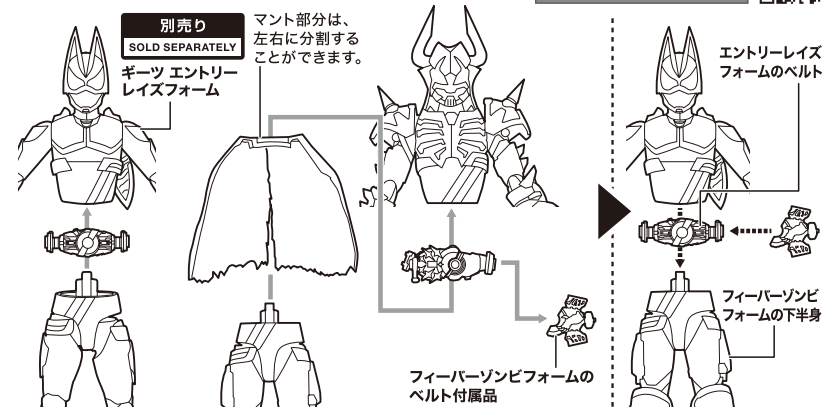 別売り
SOLD SEPARATELY
ギーツ エントリー
レイズフォーム
マント部分は、
左右に分割する
ことができます。
フィーバーゾンビフォームの
ベルト付属品
エントリーレイズ
フォームのベルト
フィーバーゾンビ
フォームの下半身